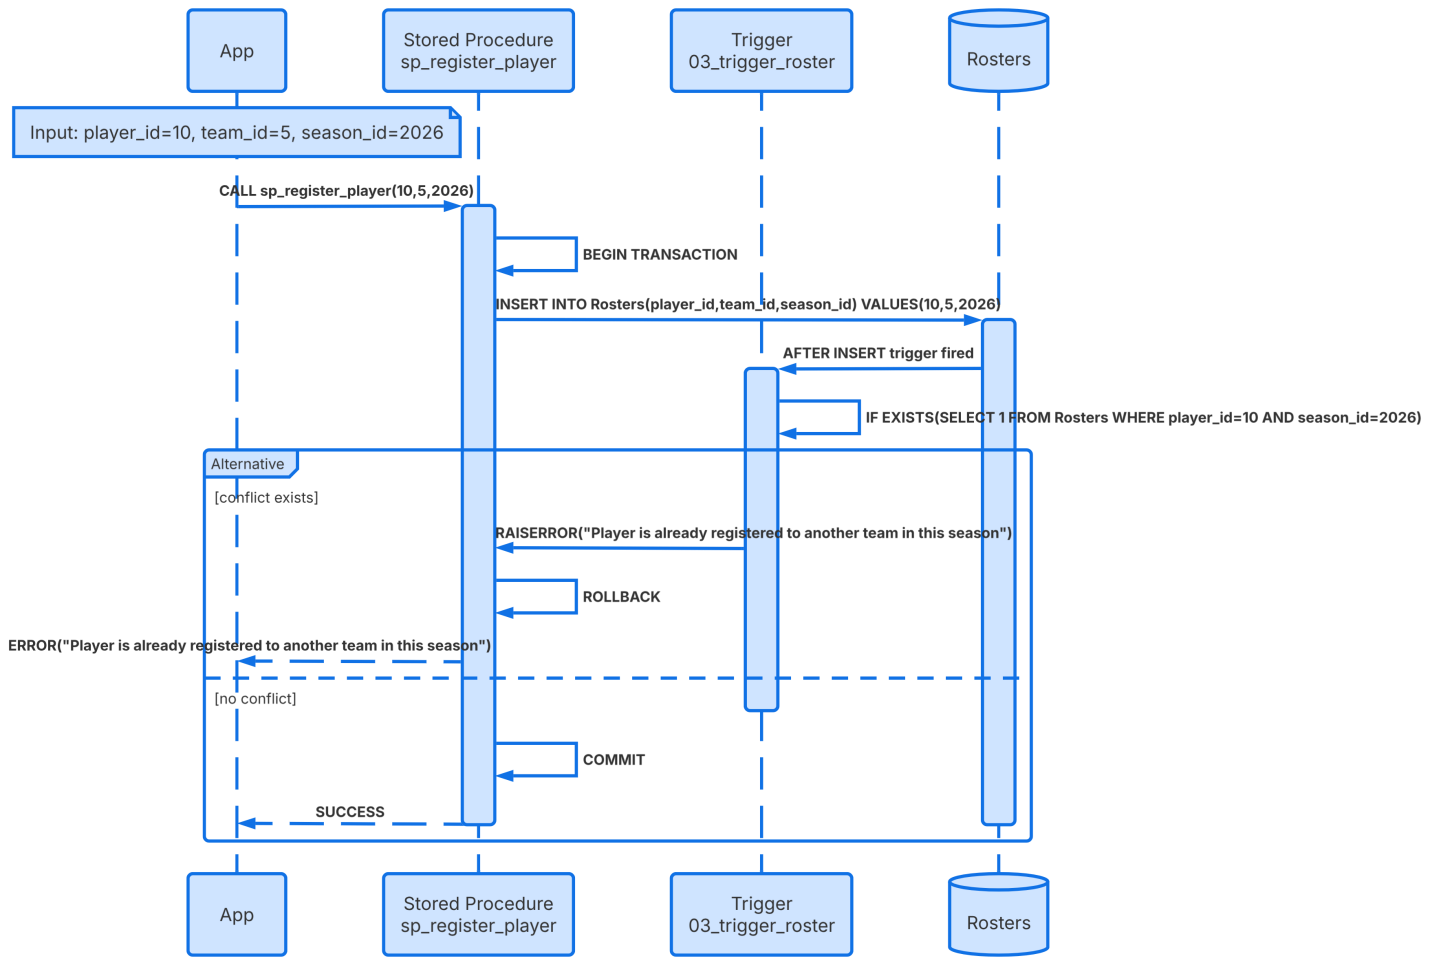 App
Stored Procedure
sp_register_player
Trigger
03_trigger_roster
Rosters
Input: player_id=10, team_id=5, season_id=2026
CALL sp_register_player(10,5,2026)
BEGIN TRANSACTION
INSERT INTO Rosters(player_id,team_id,season_id) VALUES(10,5,2026)
AFTER INSERT trigger fired
IF EXISTS(SELECT 1 FROM Rosters WHERE player_id=10 AND season_id=2026)
Alternative
[conflict exists]
RAISERROR("Player is already registered to another team in this season")
ROLLBACK
ERROR("Player is already registered to another team in this season")
[no conflict]
COMMIT
SUCCESS
App
Stored Procedure
sp_register_player
Trigger
03_trigger_roster
Rosters